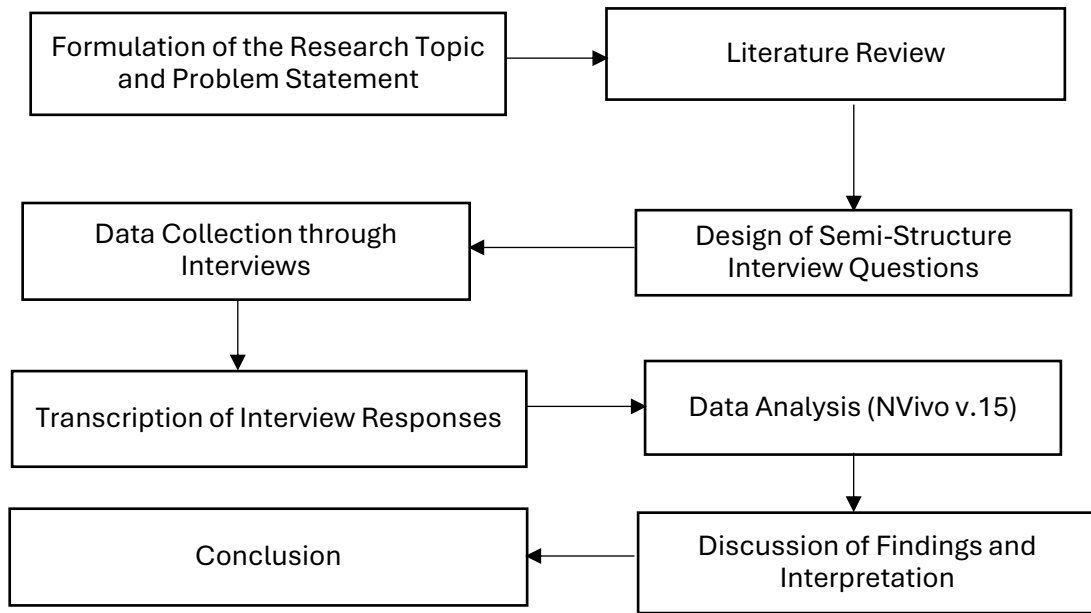 Formulation of the Research Topic
and Problem Statement
Literature Review
Design of Semi-Structure
Interview Questions
Data Collection through
Interviews
Transcription of Interview Responses
Data Analysis (NVivo v.15)
Discussion of Findings and
Interpretation
Conclusion